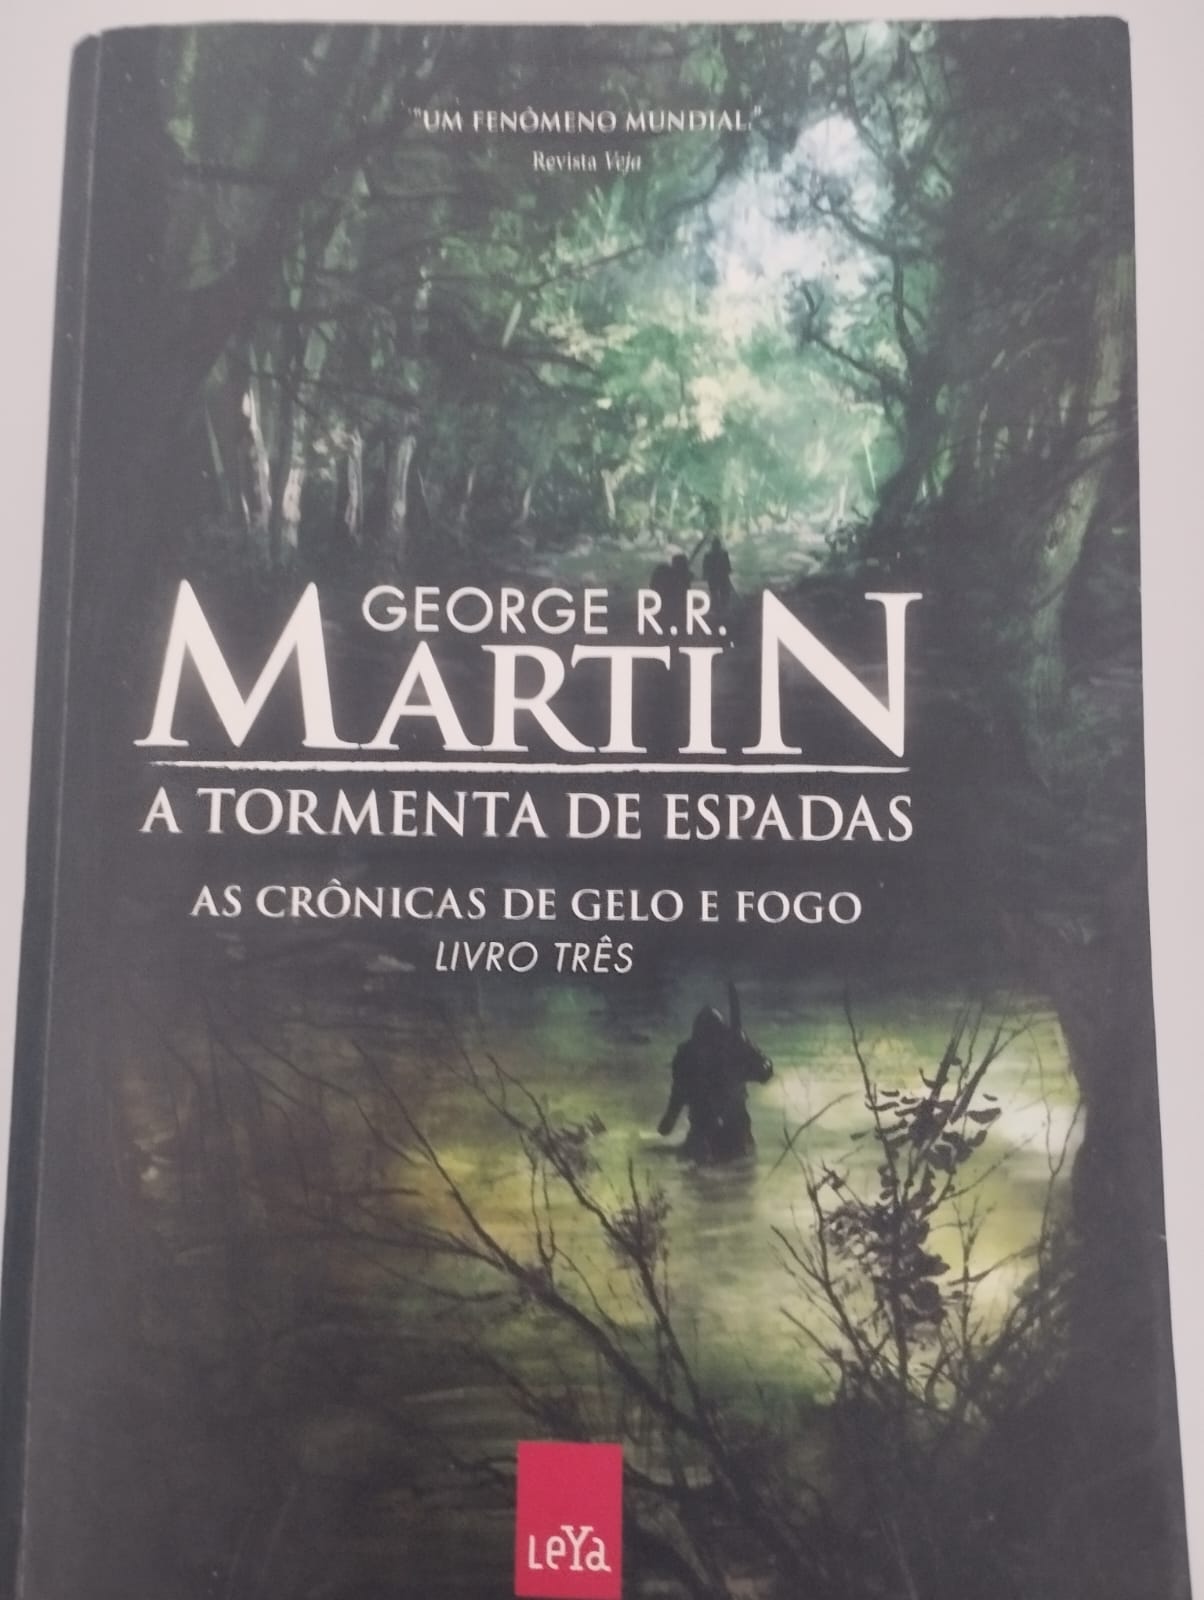 "UM FENÔMENO MUNDIAL."
Revista Veja
GEORGE R.R.
MARTIN
A TORMENTA DE ESPADAS
AS CRÔNICAS DE GELO E FOGO
LIVRO TRÊS
LeYa